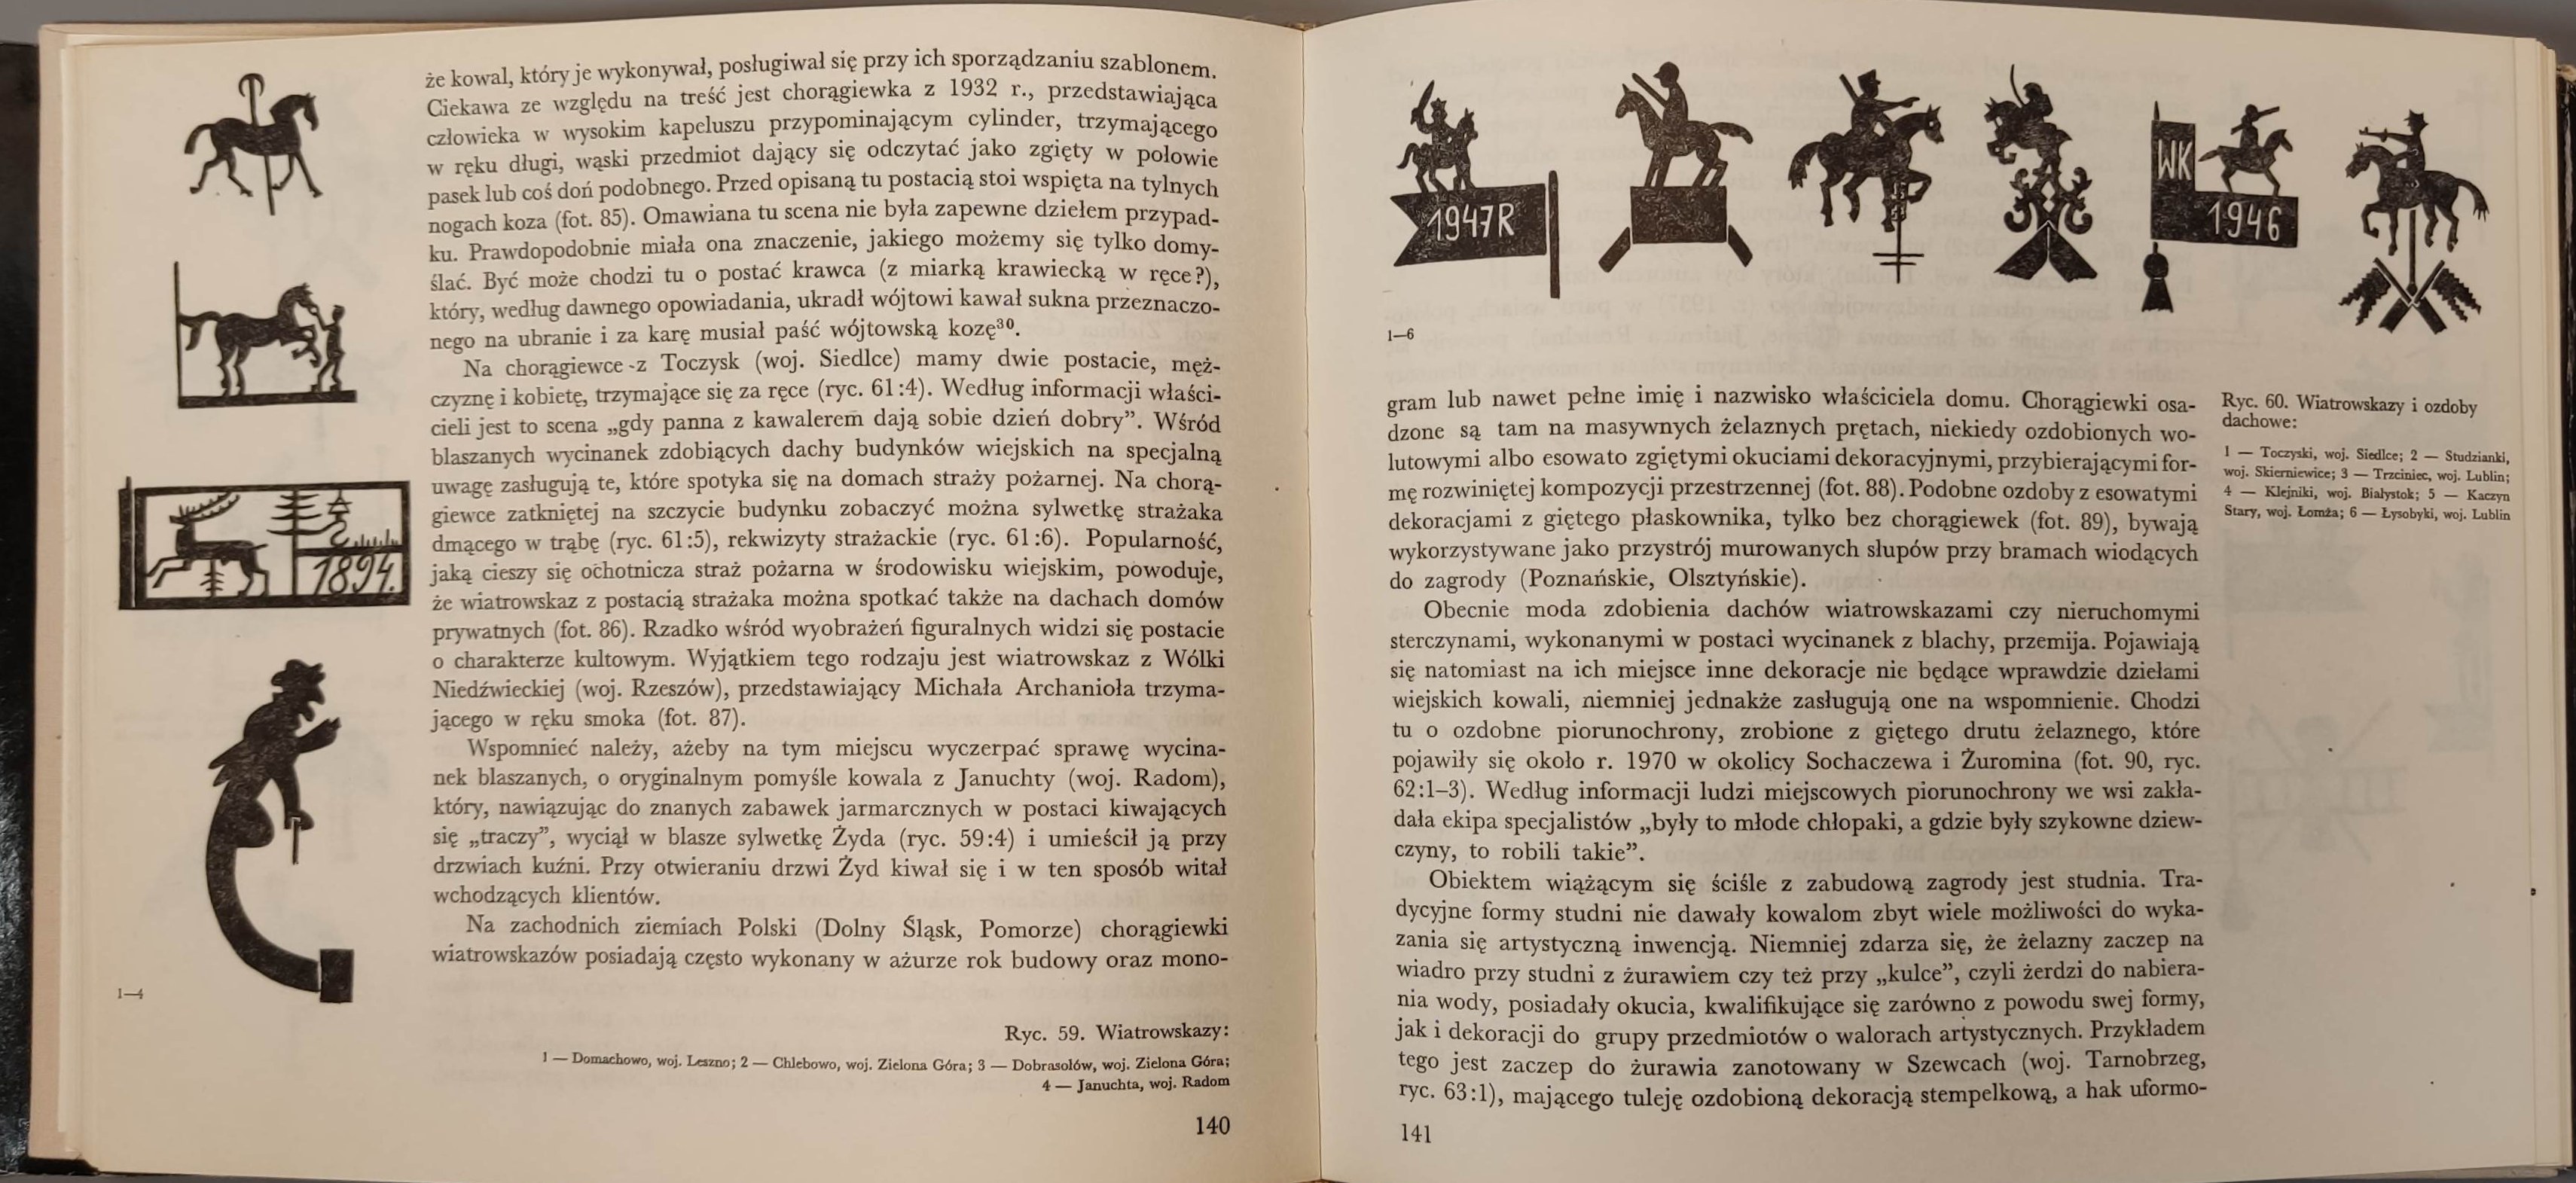 że kowal, który je wykonywał, posługiwał się przy ich sporządzaniu szablonem.
Ciekawa ze względu na treść jest chorągiewka z 1932 r., przedstawiająca
człowieka w wysokim kapeluszu przypominającym cylinder, trzymającego
w ręku długi, wąski przedmiot dający się odczytać jako zgięty w połowie
pasek lub coś doń podobnego. Przed opisaną tu postacią stoi wspięta na tylnych
nogach koza (fot. 85). Omawiana tu scena nie była zapewne dziełem przypad-
ku. Prawdopodobnie miała ona znaczenie, jakiego możemy się tylko domy-
ślać. Być może chodzi tu o postać krawca (z miarką krawiecką w ręce?),
który, według dawnego opowiadania, ukradł wójtowi kawał sukna przeznaczo-
nego na ubranie i za karę musiał paść wójtowską kozę³⁰.
Na chorągiewce z Toczysk (woj. Siedlce) mamy dwie postacie, męż-
czyznę i kobietę, trzymające się za ręce (ryc. 61:4). Według informacji właści-
cieli jest to scena „gdy panna z kawalerem dają sobie dzień dobry”. Wśród
blaszanych wycinanek zdobiących dachy budynków wiejskich na specjalną
uwagę zasługują te, które spotyka się na domach straży pożarnej. Na chorą-
giewce zatkniętej na szczycie budynku zobaczyć można sylwetkę strażaka
dmącego w trąbę (ryc. 61:5), rekwizyty strażackie (ryc. 61:6). Popularność,
jaką cieszy się ochotnicza straż pożarna w środowisku wiejskim, powoduje,
że wiatrowskaz z postacią strażaka można spotkać także na dachach domów
prywatnych (fot. 86). Rzadko wśród wyobrażeń figuralnych widzi się postacie
o charakterze kultowym. Wyjątkiem tego rodzaju jest wiatrowskaz z Wólki
Niedźwieckiej (woj. Rzeszów), przedstawiający Michała Archanioła trzyma-
jącego w ręku smoka (fot. 87).
Wspomnieć należy, ażeby na tym miejscu wyczerpać sprawę wycina-
nek blaszanych, o oryginalnym pomyśle kowala z Januchty (woj. Radom),
który, nawiązując do znanych zabawek jarmarcznych w postaci kiwających
się „traczy”, wyciął w blasze sylwetkę Żyda (ryc. 59:4) i umieścił ją przy
drzwiach kuźni. Przy otwieraniu drzwi Żyd kiwał się i w ten sposób witał
wchodzących klientów.
Na zachodnich ziemiach Polski (Dolny Śląsk, Pomorze) chorągiewki
wiatrowskazów posiadają często wykonany w ażurze rok budowy oraz mono-
1894.
1—4
Ryc. 59. Wiatrowskazy:
1 — Domachowo, woj. Leszno; 2 — Chlebowo, woj. Zielona Góra; 3 — Dobrasolów, woj. Zielona Góra;
4 — Januchta, woj. Radom
140
1947R
WK
1946
1—6
gram lub nawet pełne imię i nazwisko właściciela domu. Chorągiewki osa-
dzone są tam na masywnych żelaznych prętach, niekiedy ozdobionych wo-
lutowymi albo esowato zgiętymi okuciami dekoracyjnymi, przybierającymi for-
mę rozwiniętej kompozycji przestrzennej (fot. 88). Podobne ozdoby z esowatymi
dekoracjami z giętego płaskownika, tylko bez chorągiewek (fot. 89), bywają
wykorzystywane jako przystrój murowanych słupów przy bramach wiodących
do zagrody (Poznańskie, Olsztyńskie).
Obecnie moda zdobienia dachów wiatrowskazami czy nieruchomymi
sterczynami, wykonanymi w postaci wycinanek z blachy, przemija. Pojawiają
się natomiast na ich miejsce inne dekoracje nie będące wprawdzie dziełami
wiejskich kowali, niemniej jednakże zasługują one na wspomnienie. Chodzi
tu o ozdobne piorunochrony, zrobione z giętego drutu żelaznego, które
pojawiły się około r. 1970 w okolicy Sochaczewa i Żuromina (fot. 90, ryc.
62:1–3). Według informacji ludzi miejscowych piorunochrony we wsi zakła-
dała ekipa specjalistów „były to młode chłopaki, a gdzie były szykowne dziew-
czyny, to robili takie”.
Obiektem wiążącym się ściśle z zabudową zagrody jest studnia. Tra-
dycyjne formy studni nie dawały kowalom zbyt wiele możliwości do wyka-
zania się artystyczną inwencją. Niemniej zdarza się, że żelazny zaczep na
wiadro przy studni z żurawiem czy też przy „kulce”, czyli żerdzi do nabiera-
nia wody, posiadały okucia, kwalifikujące się zarówno z powodu swej formy,
jak i dekoracji do grupy przedmiotów o walorach artystycznych. Przykładem
tego jest zaczep do żurawia zanotowany w Szewcach (woj. Tarnobrzeg,
ryc. 63:1), mającego tuleję ozdobioną dekoracją stempelkową, a hak uformo-
Ryc. 60. Wiatrowskazy i ozdoby
dachowe:
1 — Toczyski, woj. Siedlce; 2 — Studzianki,
woj. Skierniewice; 3 — Trzciniec, woj. Lublin;
4 — Klejniki, woj. Białystok; 5 — Kaczyn
Stary, woj. Łomża; 6 — Łysobyki, woj. Lublin
141